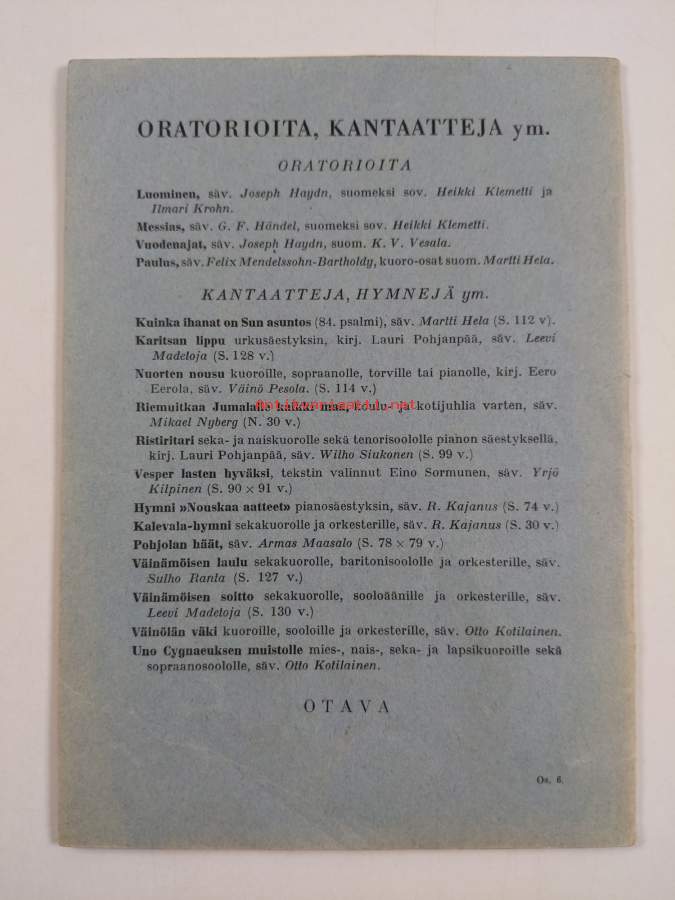 ORATORIOITA, KANTAATTEJA ym.
ORATORIOITA
Luominen, säv. Joseph Haydn, suomeksi sov. Heikki Klemetti ja
Ilmari Krohn.
Messias, säv. G. F. Händel, suomeksi sov. Heikki Klemetti.
Vuodenajat, säv. Joseph Haydn, suom. K. V. Vesala.
Paulus, säv. Felix Mendelssohn-Bartholdy, kuoro-osat suom. Martti Hela.
KANTAATTEJA, HYMNEJÄ ym.
Kuinka ihanat on Sun asuntos (84. psalmi), säv. Martti Hela (S. 112 v).
Karitsan lippu urkusäestyksin, kirj. Lauri Pohjanpää, säv. Leevi
Madetoja (S. 128 v.)
Nuorten nousu kuoroille, sopraanolle, torville tai pianolle, kirj. Eero
Eerola, säv. Väinö Pesola. (S. 114 v.)
Riemuitkaa Jumalalle kaikki maa, koulu- ja kotijuhlia varten, säv.
Antikvariaatti.net
Mikael Nyberg (N. 30 v.)
Ristiritari seka- ja naiskuorolle sekä tenorisoololle pianon säestyksellä,
kirj. Lauri Pohjanpää, säv. Wilho Siukonen (S. 99 v.)
Vesper lasten hyväksi, tekstin valinnut Eino Sormunen, säv. Yrjö
Kilpinen (S. 90 × 91 v.)
Hymni »Nouskaa aatteet» pianosäestyksin, säv. R. Kajanus (S. 74 v.)
Kalevala-hymni sekakuorolle ja orkesterille, säv. R. Kajanus (S. 30 v.)
Pohjolan häät, säv. Armas Maasalo (S. 78 × 79 v.)
Väinämöisen laulu sekakuorolle, baritonisoololle ja orkesterille, säv.
Sulho Ranta (S. 127 v.)
Väinämöisen soitto sekakuorolle, sooloäänille ja orkesterille, säv.
Leevi Madetoja (S. 130 v.)
Väinölän väki kuoroille, sooloille ja orkesterille, säv. Otto Kotilainen.
Uno Cygnaeuksen muistolle mies-, nais-, seka- ja lapsikuoroille sekä
sopraanosoololle, säv. Otto Kotilainen.
OTAVA
Os. 6.